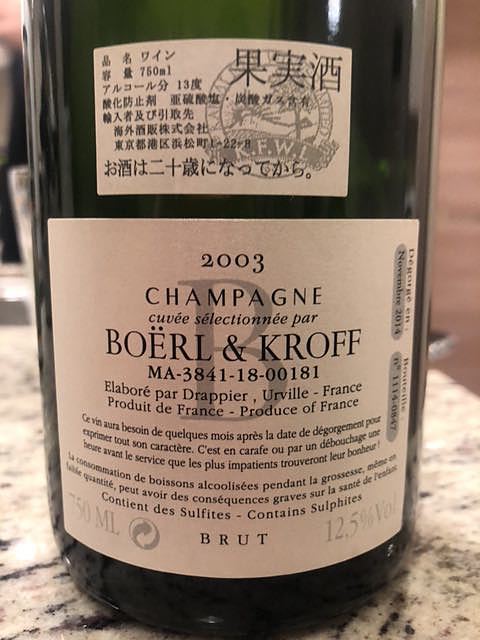 品 名 ワイン
容 量 750ml
果実酒
アルコール分 13度
酸化防止剤 亜硫酸塩・炭酸ガス含有
輸入者及び引取先
海外酒販株式会社
東京都港区浜松町1-22-8
K.F.W.L.
お酒は二十歳になってから。
2003
B
CHAMPAGNE
cuvée sélectionnée par
BOËRL & KROFF
MA-3841-18-00181
Elaboré par Drappier, Urville - France
Produit de France - Produce of France
Ce vin aura besoin de quelques mois après la date de dégorgement pour
exprimer tout son caractère. C'est en carafe ou par un débouchage une
heure avant le service que les plus impatients trouveront leur bonheur !
La consommation de boissons alcoolisées pendant la grossesse, même en
faible quantité, peut avoir des conséquences graves sur la santé de l'enfant
Contient des Sulfites - Contains Sulphites
750 ML
12,5% Vol.
BRUT
Dégorgé en :
Novembre 2014
Bouteille :
n° 1114-0847